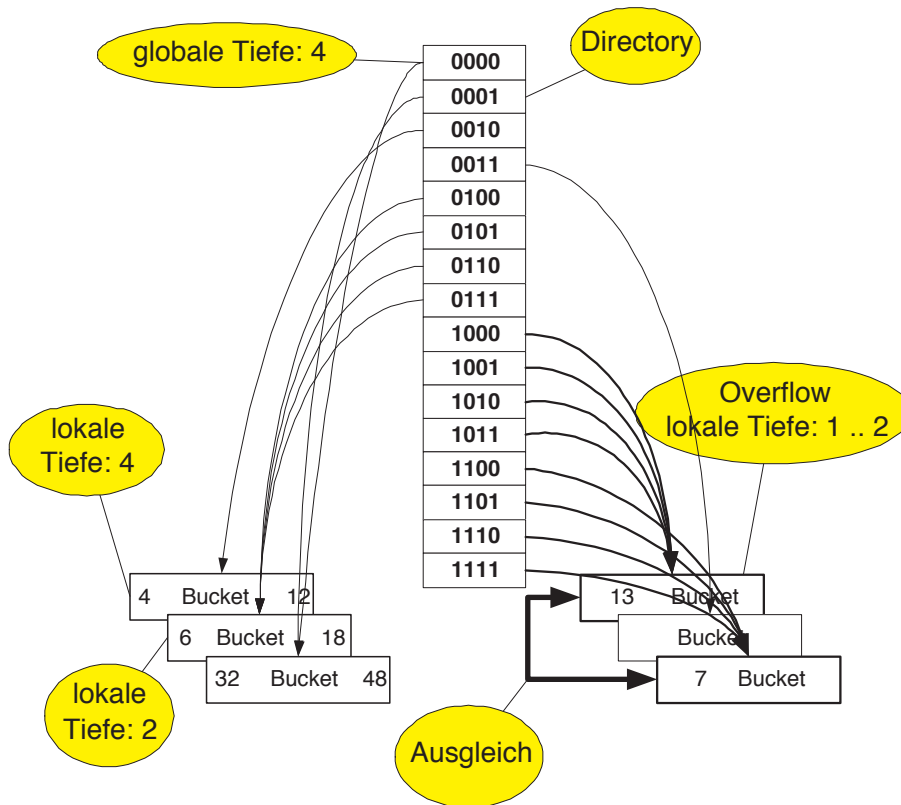 globale Tiefe: 4
Directory
0000
0001
0010
0011
0100
0101
0110
0111
1000
1001
1010
1011
1100
1101
1110
1111
Overflow
lokale Tiefe: 1 .. 2
lokale
Tiefe: 4
4 Bucket 12
6 Bucket 18
32 Bucket 48
13 Bucket
Bucket
7 Bucket
lokale
Tiefe: 2
Ausgleich